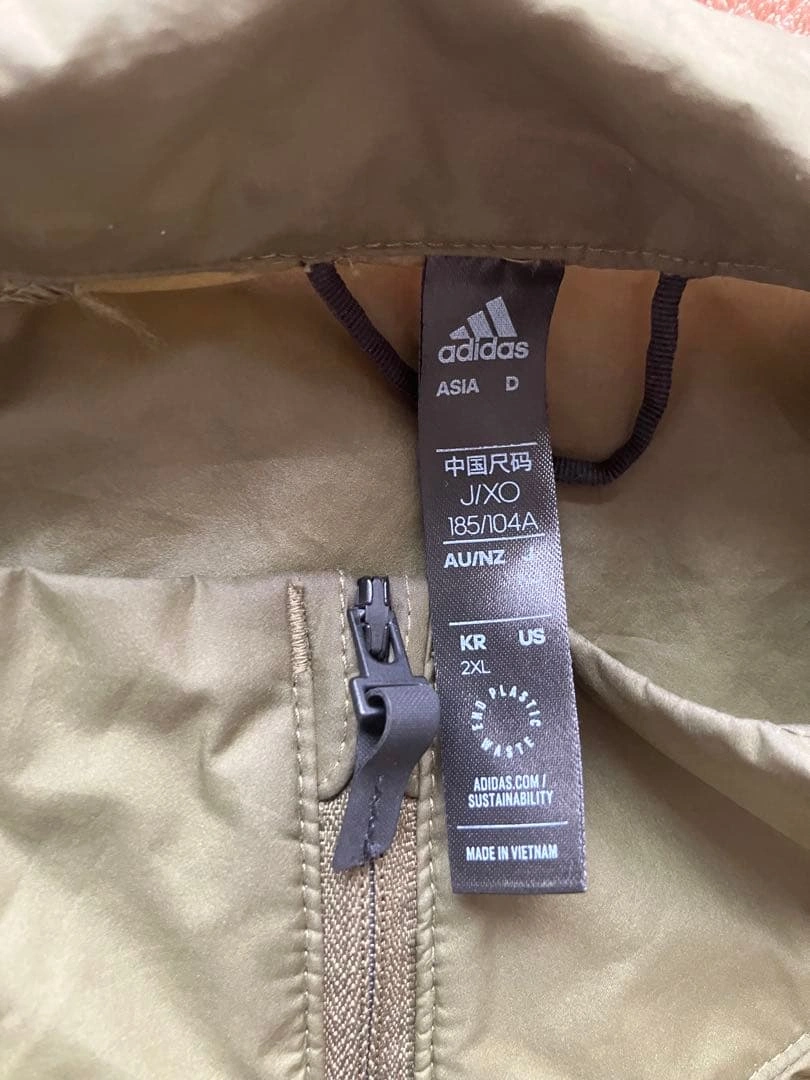 adidas
ASIA D
中国尺码
J/XO
185/104A
AU/NZ
KR US
2XL
END PLASTIC WASTE
ADIDAS.COM/
SUSTAINABILITY
MADE IN VIETNAM